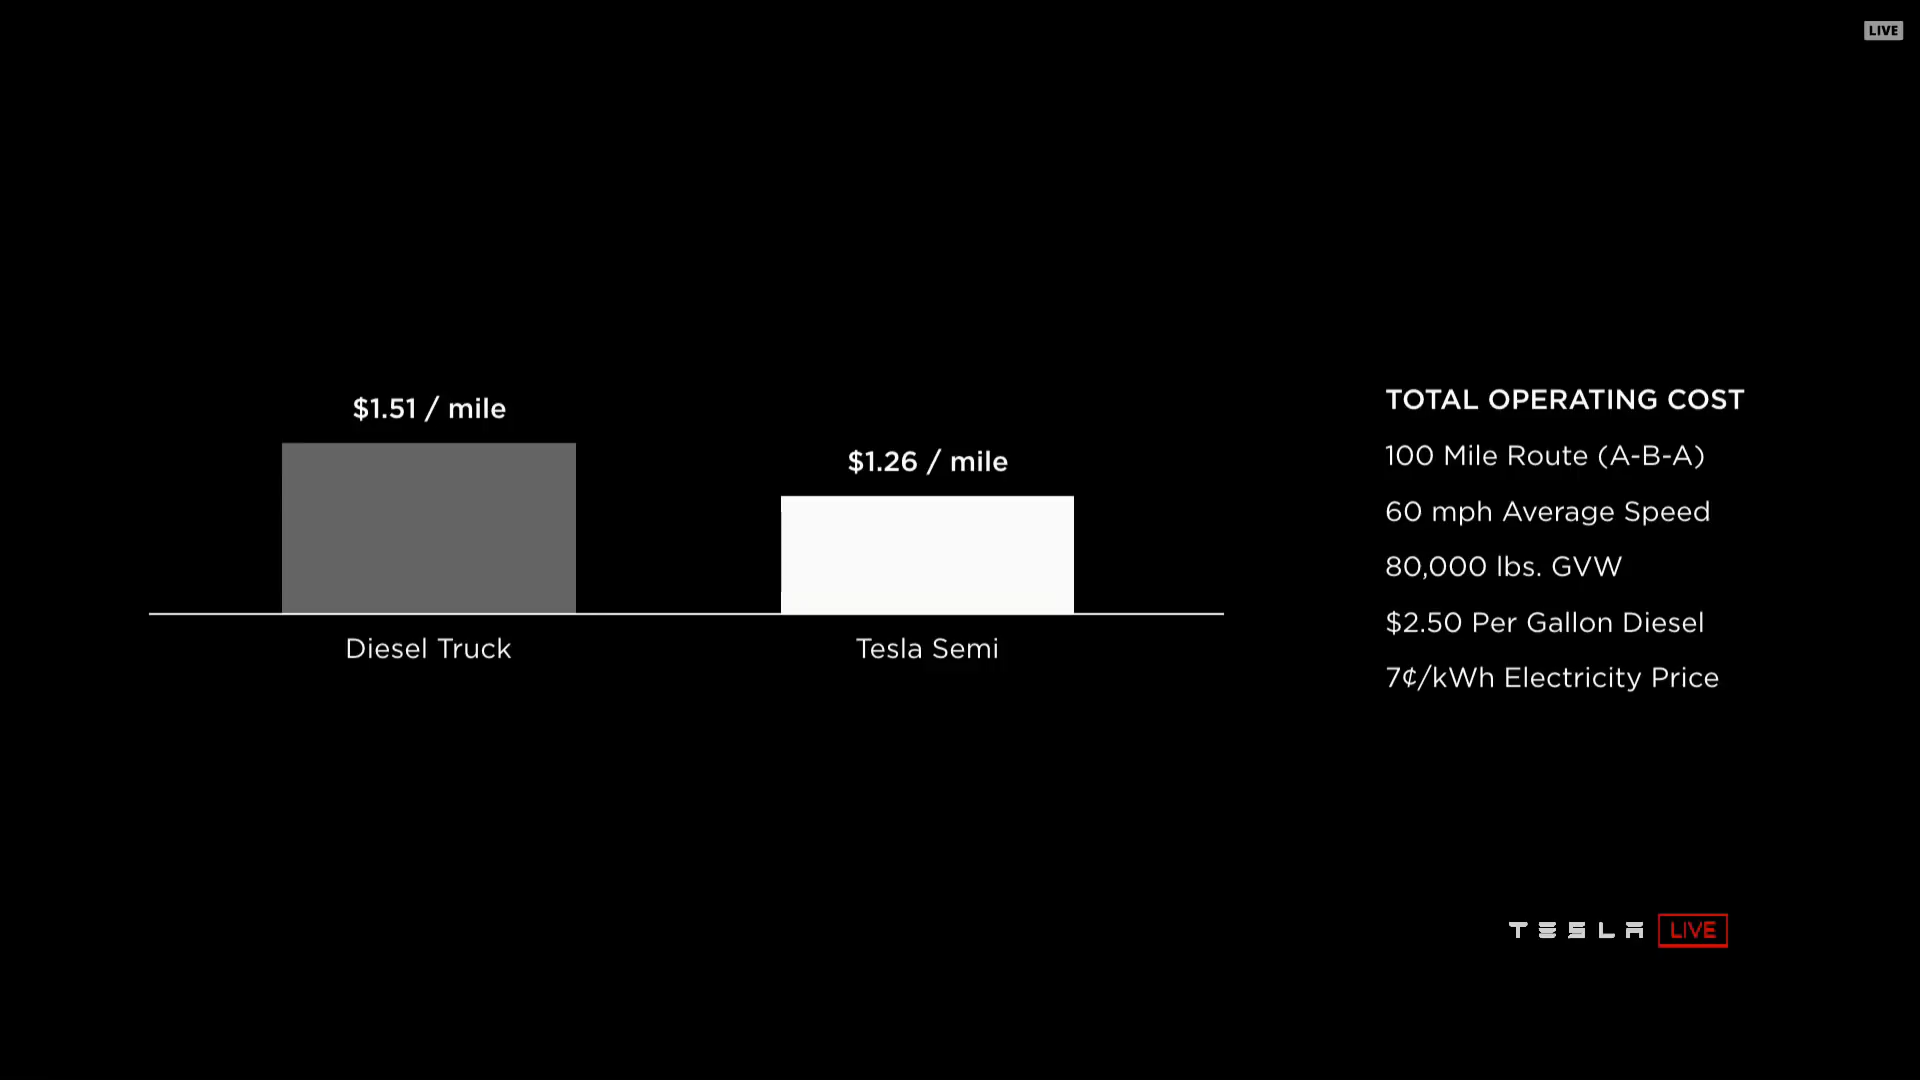 LIVE
$1.51 / mile
$1.26 / mile
Diesel Truck
Tesla Semi
TOTAL OPERATING COST
100 Mile Route (A-B-A)
60 mph Average Speed
80,000 lbs. GVW
$2.50 Per Gallon Diesel
7¢/kWh Electricity Price
TESLA LIVE